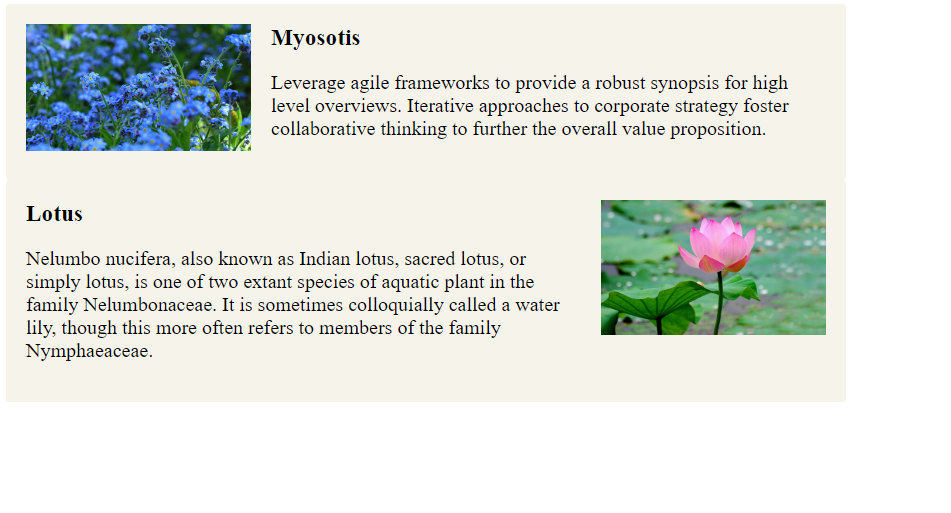 Myosotis
Leverage agile frameworks to provide a robust synopsis for high
level overviews. Iterative approaches to corporate strategy foster
collaborative thinking to further the overall value proposition.
Lotus
Nelumbo nucifera, also known as Indian lotus, sacred lotus, or
simply lotus, is one of two extant species of aquatic plant in the
family Nelumbonaceae. It is sometimes colloquially called a water
lily, though this more often refers to members of the family
Nymphaeaceae.